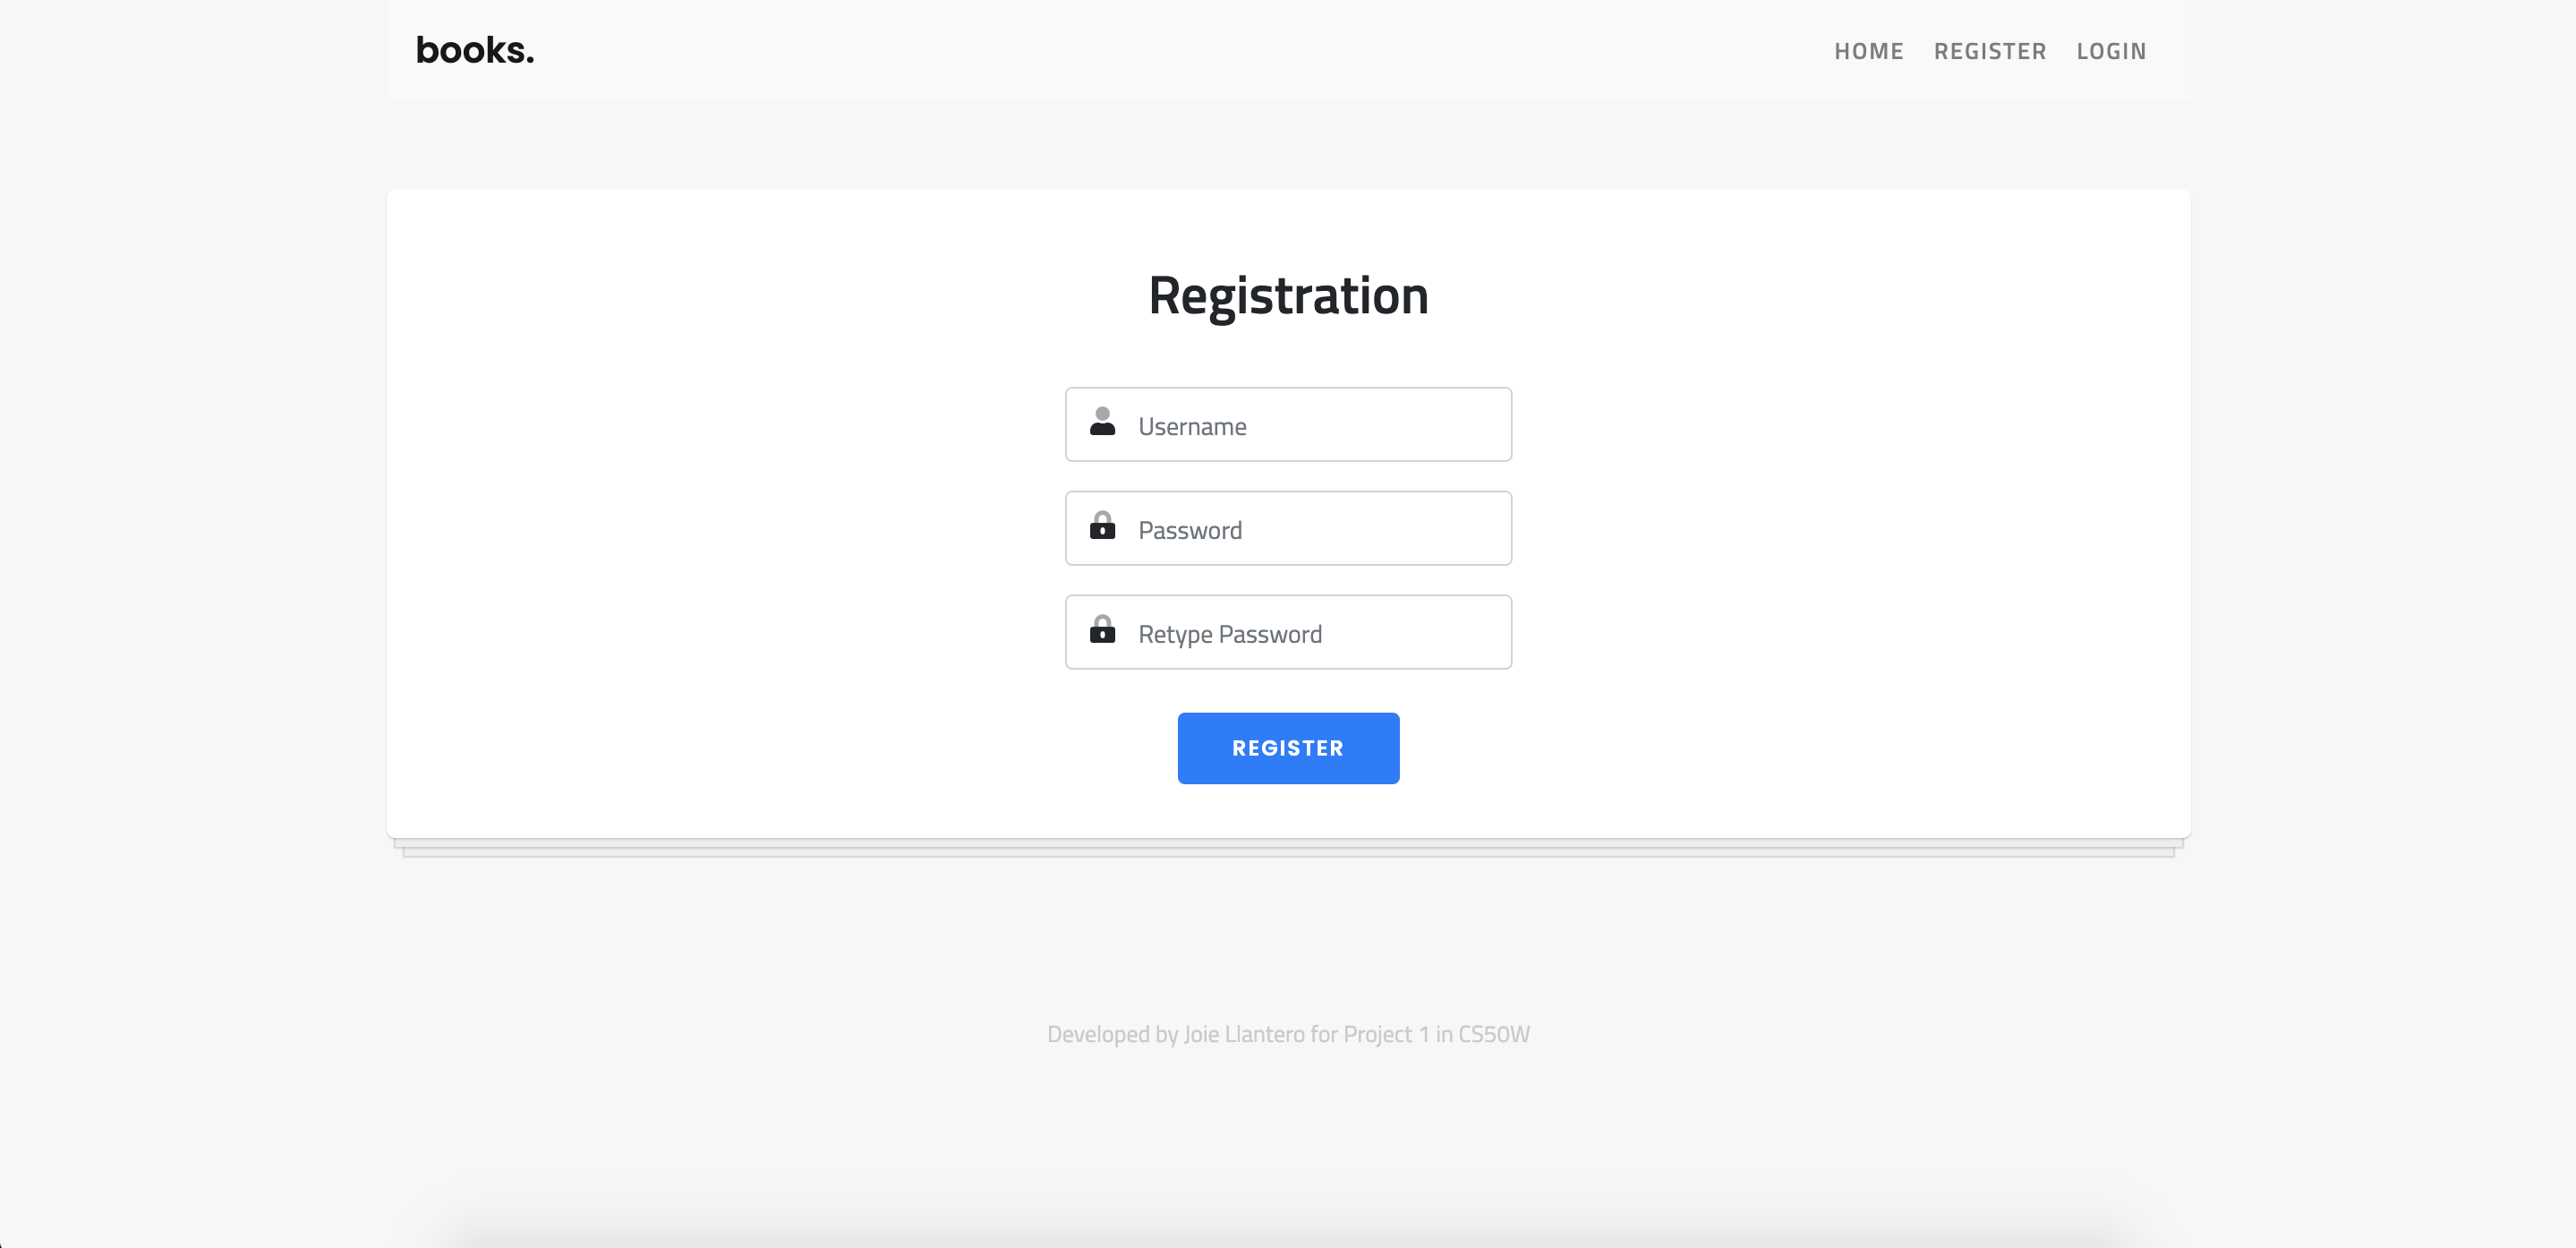 books.
HOME REGISTER LOGIN
Registration
Username
Password
Retype Password
REGISTER
Developed by Joie Llantero for Project 1 in CS50W